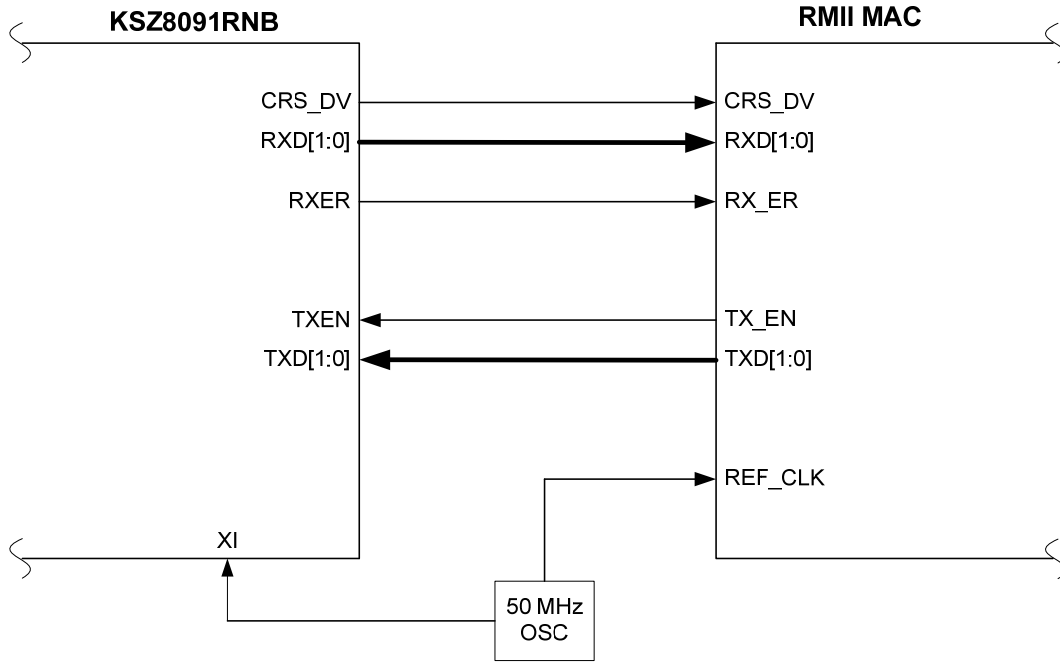 KSZ8091RNB
RMII MAC
CRS_DV
CRS_DV
RXD[1:0]
RXD[1:0]
RXER
RX_ER
TXEN
TX_EN
TXD[1:0]
TXD[1:0]
REF_CLK
XI
50 MHz
OSC